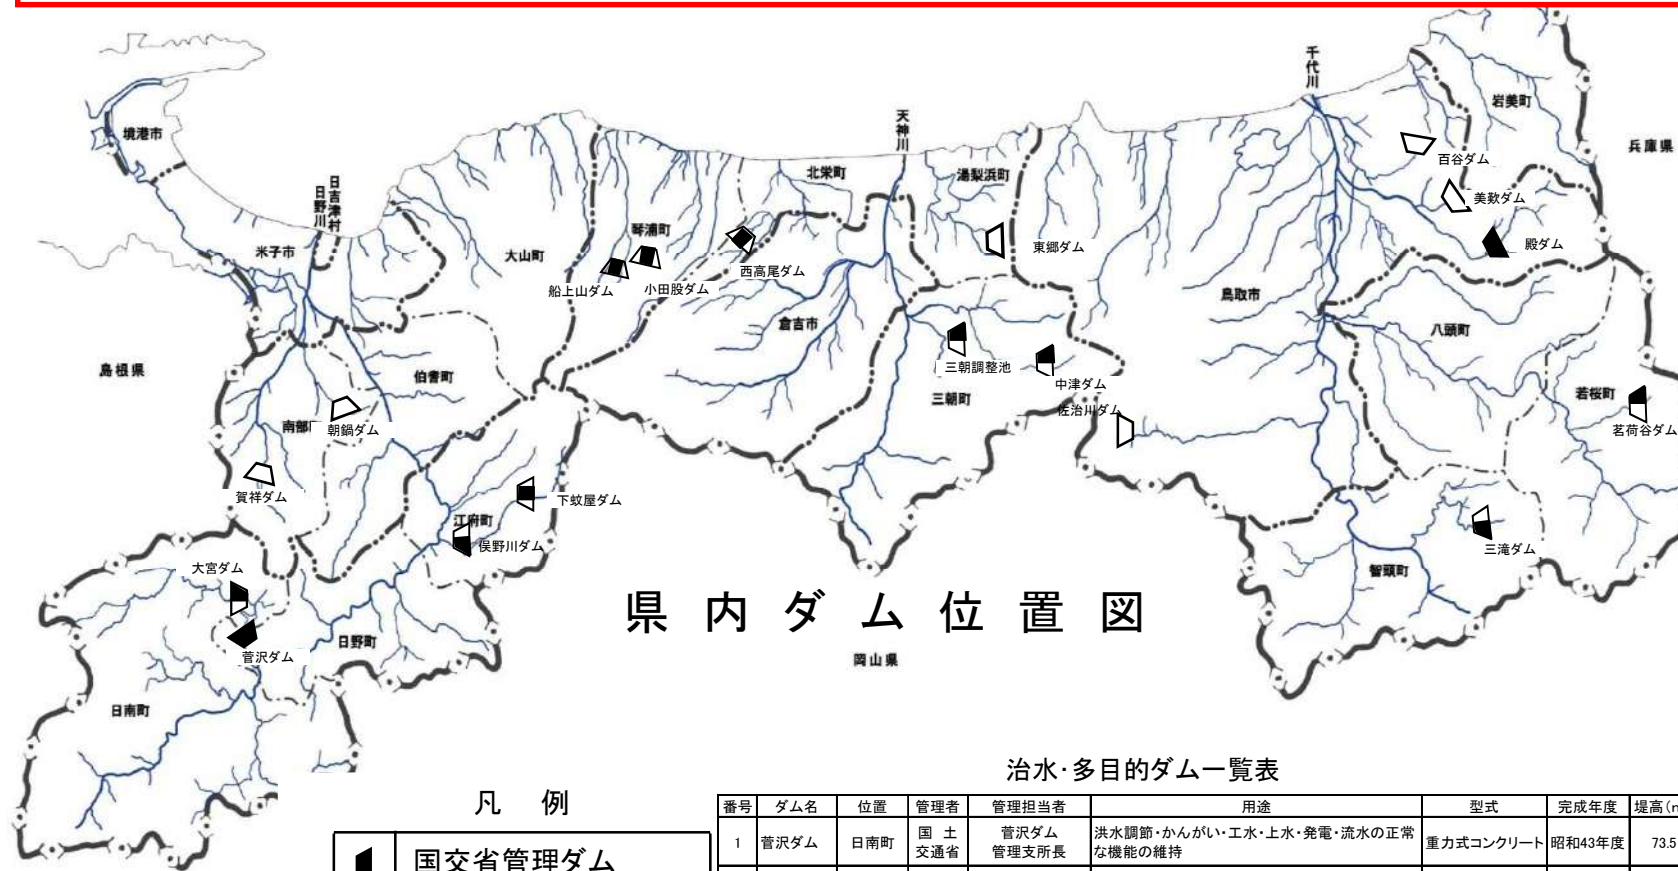 千代川
岩美町
境港市
天神川
兵庫県
百谷ダム
北栄町
湯梨浜町
日吉津村
日野川
美歎ダム
琴浦町
米子市
大山町
東郷ダム
殿ダム
西高尾ダム
船上山ダム
小田股ダム
鳥取市
倉吉市
八頭町
島根県
伯耆町
三朝調整池
中津ダム
若桜町
三朝町
佐治川ダム
南部
朝鍋ダム
茗荷谷ダム
賀祥ダム
下蚊屋ダム
江府町
俣野川ダム
三滝ダム
大宮ダム
智頭町
県内ダム位置図
日野町
菅沢ダム
岡山県
日南町
治水・多目的ダム一覧表
凡 例
国交省管理ダム
番号 ダム名 位置 管理者 管理担当者 用途 型式 完成年度 堤高(m
1 菅沢ダム 日南町 国土交通省 菅沢ダム管理支所長 洪水調節・かんがい・工水・上水・発電・流水の正常な機能の維持 重力式コンクリート 昭和43年度 73.5